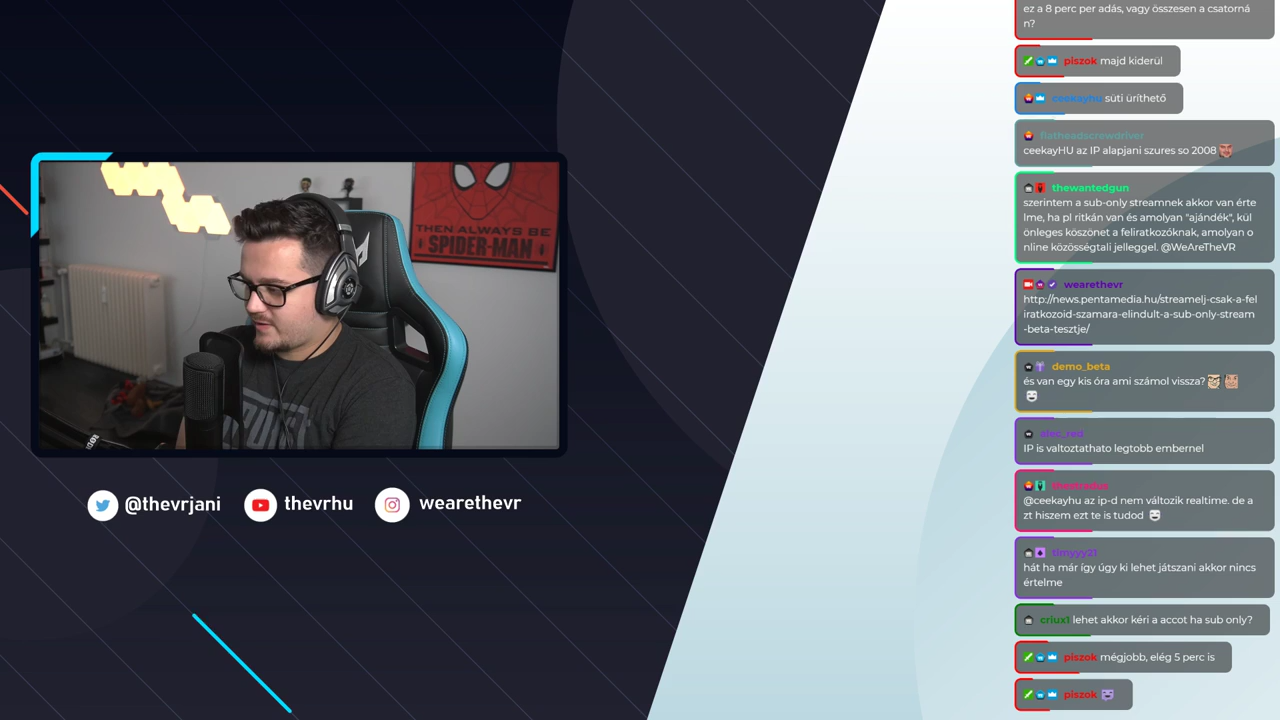 THEN ALWAYS BE
SPIDER-MAN
@thevrjani
thevrhu
wearethevr
ez a 8 perc per adás, vagy összesen a csatorná
n?
piszok majd kiderül
ceekayhu süti üríthető
flatheadscrewdriver
ceekayHU az IP alapjani szures so 2008
thewantedgun
szerintem a sub-only streamnek akkor van érte
lme, ha pl ritkán van és amolyan "ajándék", kül
önleges köszönet a feliratkozóknak, amolyan o
nline közösségtali jelleggel. @WeAreTheVR
wearethevr
http://news.pentamedia.hu/streamelj-csak-a-fel
iratkozoid-szamara-elindult-a-sub-only-stream
-beta-tesztje/
demo_beta
és van egy kis óra ami számol vissza?
alec_red
IP is valtoztathato legtobb embernel
@ceekayhu az ip-d nem változik realtime. de a
zt hiszem ezt te is tudod
timyyy21
hát ha már így úgy ki lehet játszani akkor nincs
értelme
criux1 lehet akkor kéri a accot ha sub only?
piszok mégjobb, elég 5 perc is
piszok